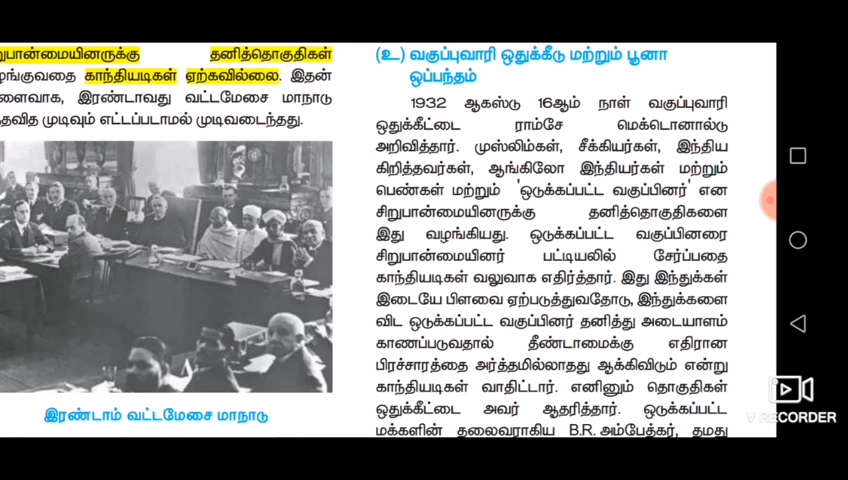 தனித்தொகுதிகள்
காந்தியடிகள் ஏற்கவில்லை. இதன்
இரண்டாவது வட்டமேசை மாநாடு
முடிவும் எட்டப்படாமல் முடிவடைந்தது.
இரண்டாம் வட்டமேசை மாநாடு
(உ) வகுப்புவாரி ஒதுக்கீடு மற்றும் பூனா
ஒப்பந்தம்
1932 ஆகஸ்டு 16ஆம் நாள் வகுப்புவாரி
ஒதுக்கீட்டை ராம்சே மெக்டொனால்டு
அறிவித்தார். முஸ்லிம்கள், சீக்கியர்கள், இந்திய
கிறித்தவர்கள், ஆங்கிலோ இந்தியர்கள் மற்றும்
பெண்கள் மற்றும் 'ஒடுக்கப்பட்ட வகுப்பினர்' என
சிறுபான்மையினருக்கு தனித்தொகுதிகளை
இது வழங்கியது. ஒடுக்கப்பட்ட வகுப்பினரை
சிறுபான்மையினர் பட்டியலில் சேர்ப்பதை
காந்தியடிகள் வலுவாக எதிர்த்தார். இது இந்துக்கள்
இடையே பிளவை ஏற்படுத்துவதோடு, இந்துக்களை
விட ஒடுக்கப்பட்ட வகுப்பினர் தனித்து அடையாளம்
காணப்படுவதால் தீண்டாமைக்கு எதிரான
பிரச்சாரத்தை அர்த்தமில்லாதது ஆக்கிவிடும் என்று
காந்தியடிகள் வாதிட்டார். எனினும் தொகுதிகள்
ஒதுக்கீட்டை அவர் ஆதரித்தார். ஒடுக்கப்பட்ட
மக்களின் தலைவராகிய B.R. அம்பேத்கர், தமது
V RECORDER